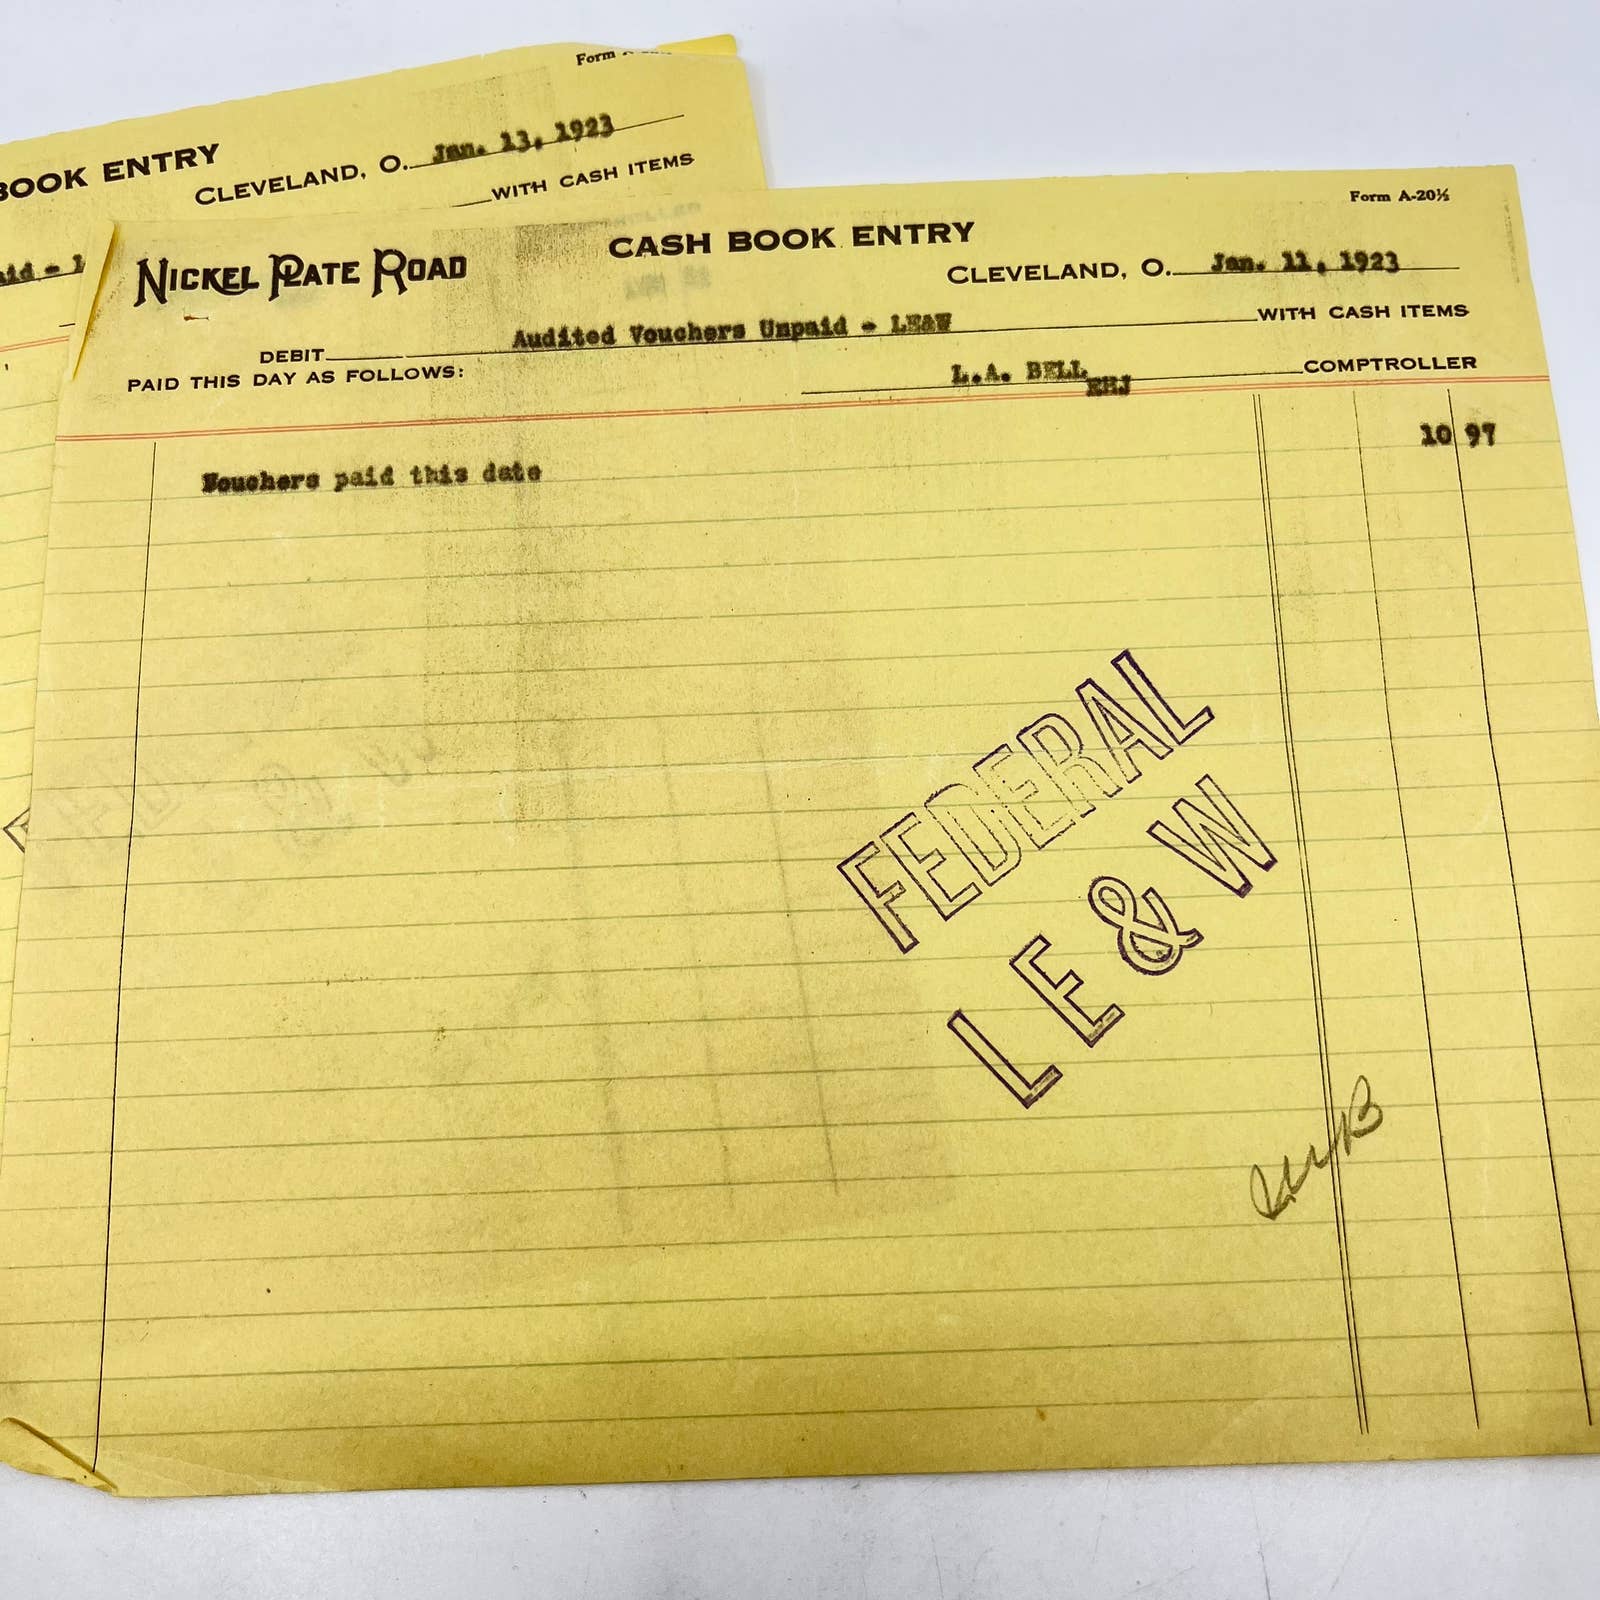 Form
BOOK ENTRY
CLEVELAND, O. Jan. 13, 1923
WITH CASH ITEMS
Form A-20½
NICKEL PLATE ROAD
CASH BOOK ENTRY
CLEVELAND, O. Jan. 11, 1923
DEBIT Audited Vouchers Unpaid - LE&W WITH CASH ITEMS
PAID THIS DAY AS FOLLOWS: L.A. BELL COMPTROLLER
EHJ
Vouchers paid this date 10 97
FEDERAL
LE&W